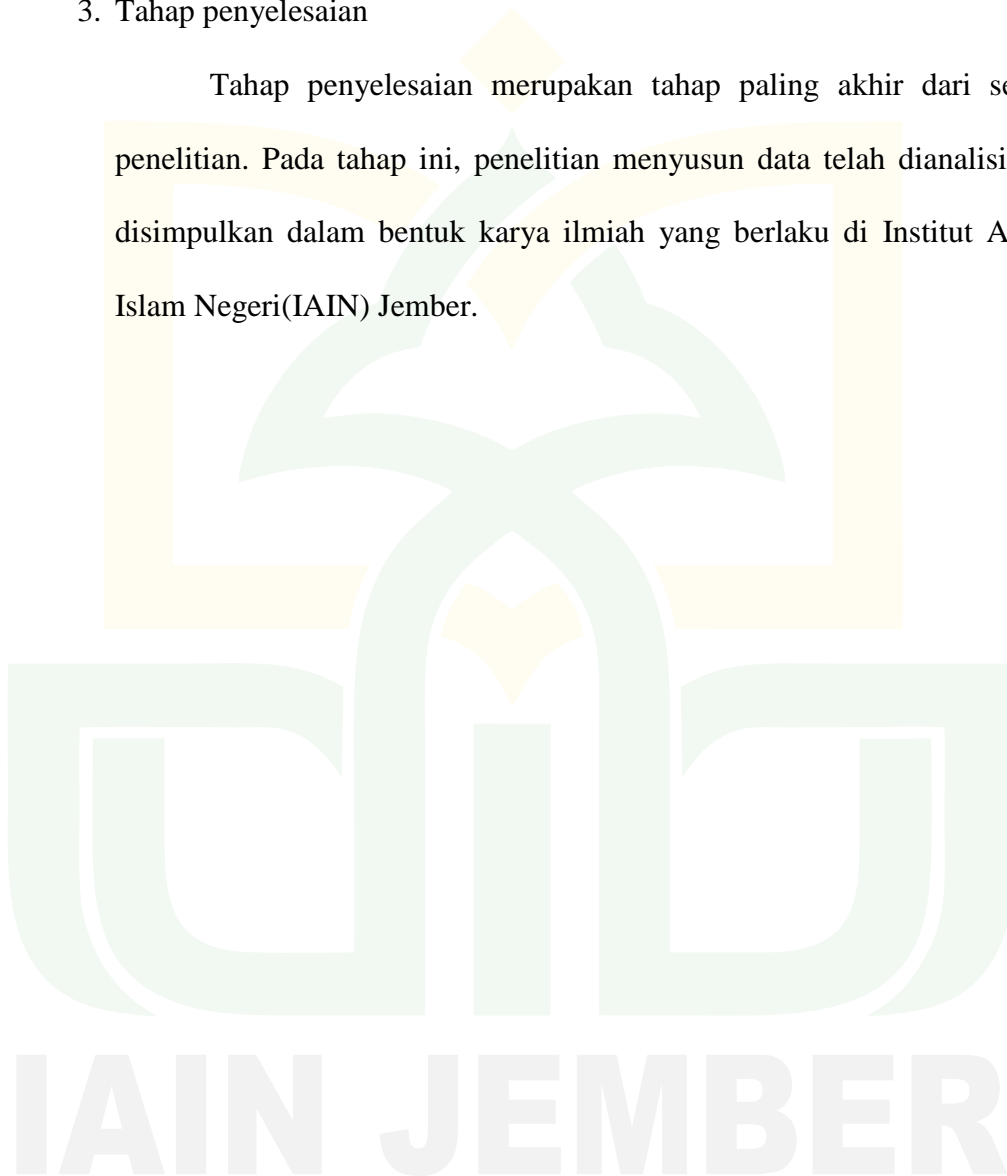 3. Tahap penyelesaian
Tahap penyelesaian merupakan tahap paling akhir dari se
penelitian. Pada tahap ini, penelitian menyusun data telah dianalisi
disimpulkan dalam bentuk karya ilmiah yang berlaku di Institut A
Islam Negeri(IAIN) Jember.
IAIN JEMBER